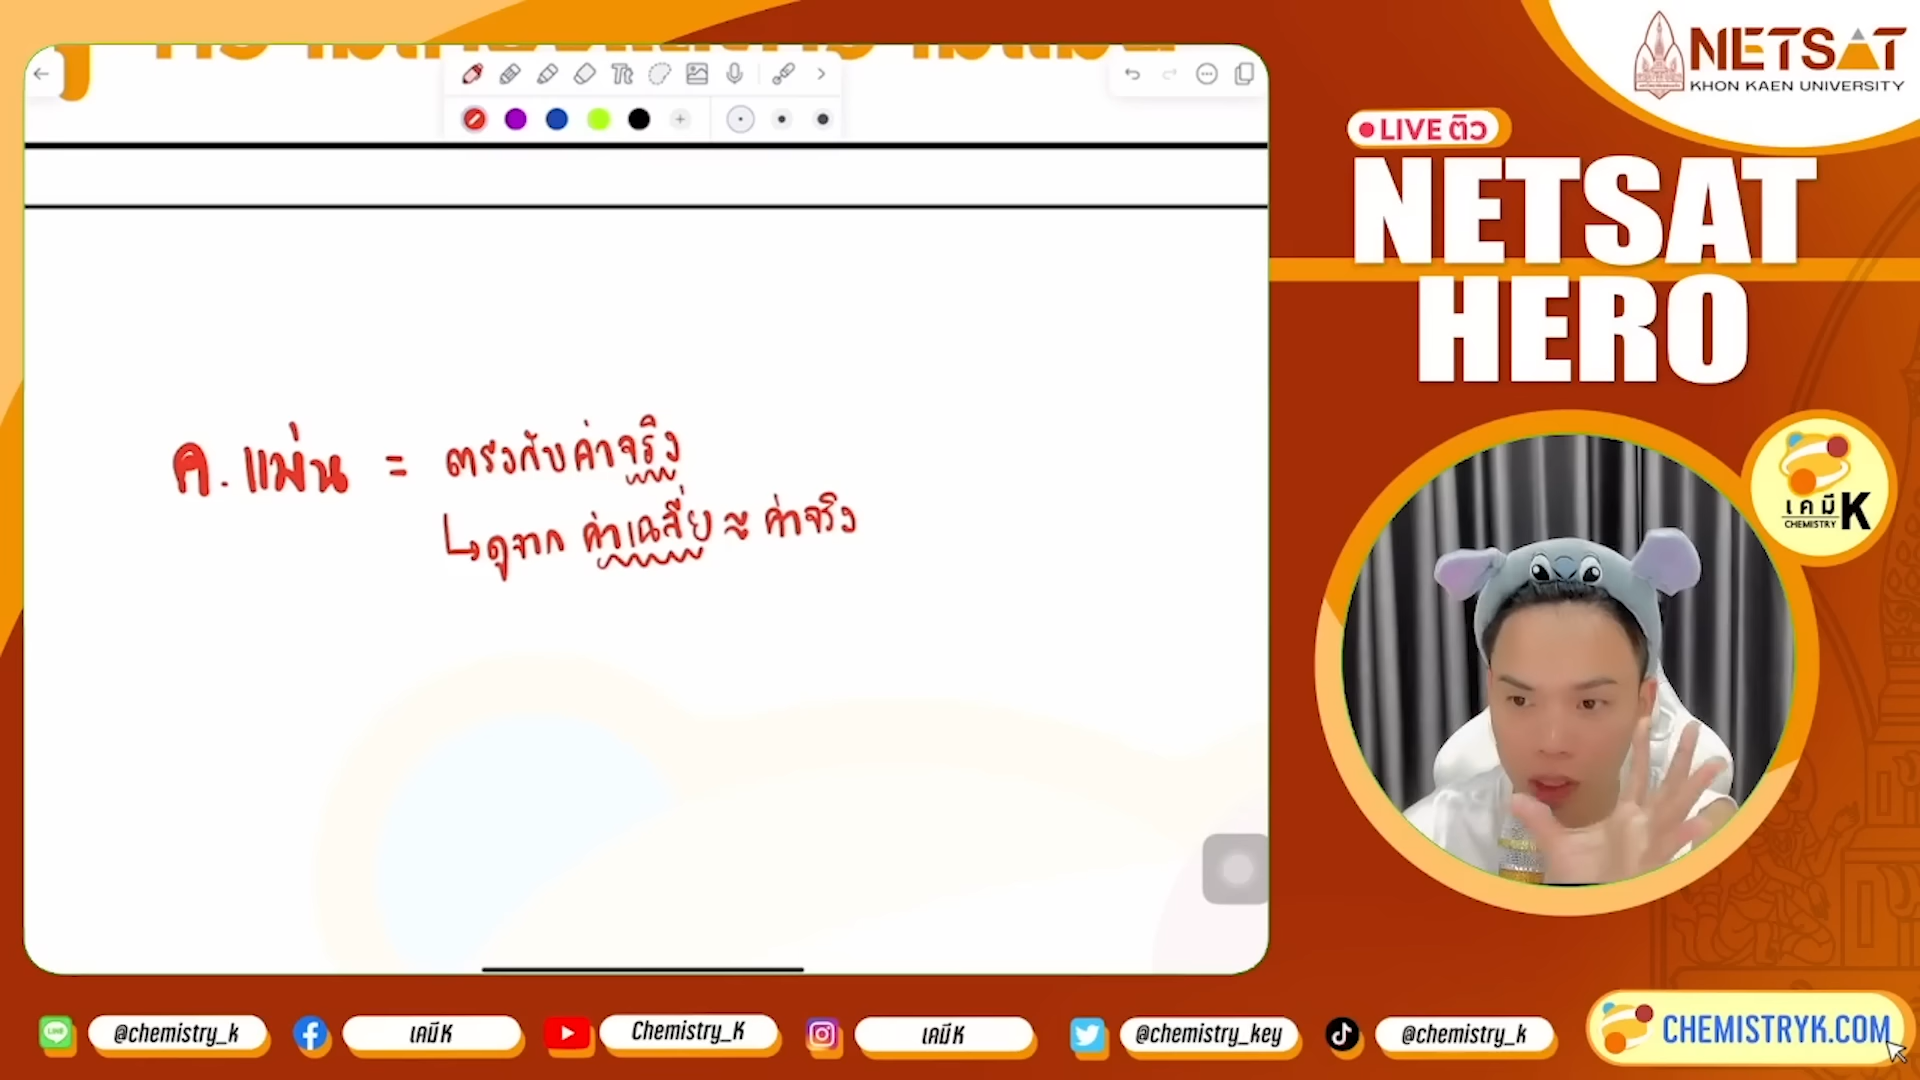 NETSAT
KHON KAEN UNIVERSITY
LIVE ติว
NETSAT
HERO
Tt
ค. แม่น = ตรงกับค่าจริง
↳ ดูจาก ค่าเฉลี่ย ≈ ค่าจริง
เคมี K
CHEMISTRY
@chemistry_k
เคมี K
Chemistry_K
เคมี K
@chemistry_key
@chemistry_k
CHEMISTRYK.COM